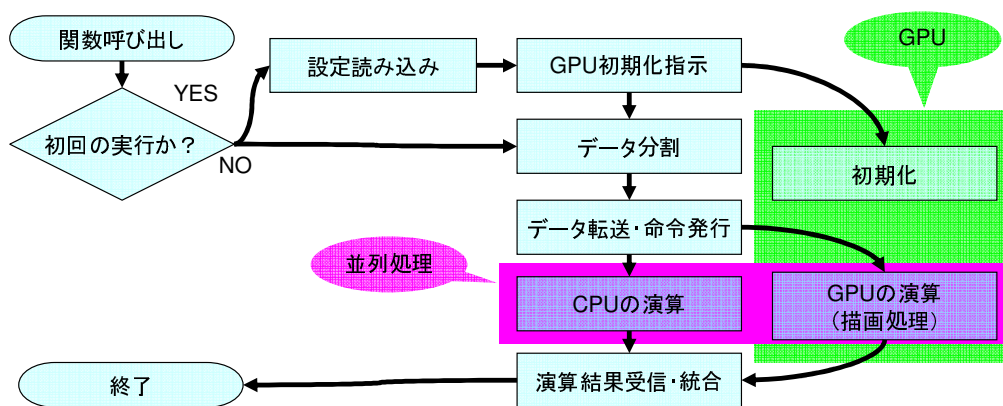 関数呼び出し
初回の実行か？
YES
NO
設定読み込み
GPU初期化指示
GPU
データ分割
初期化
データ転送・命令発行
並列処理
CPUの演算
GPUの演算
（描画処理）
演算結果受信・統合
終了